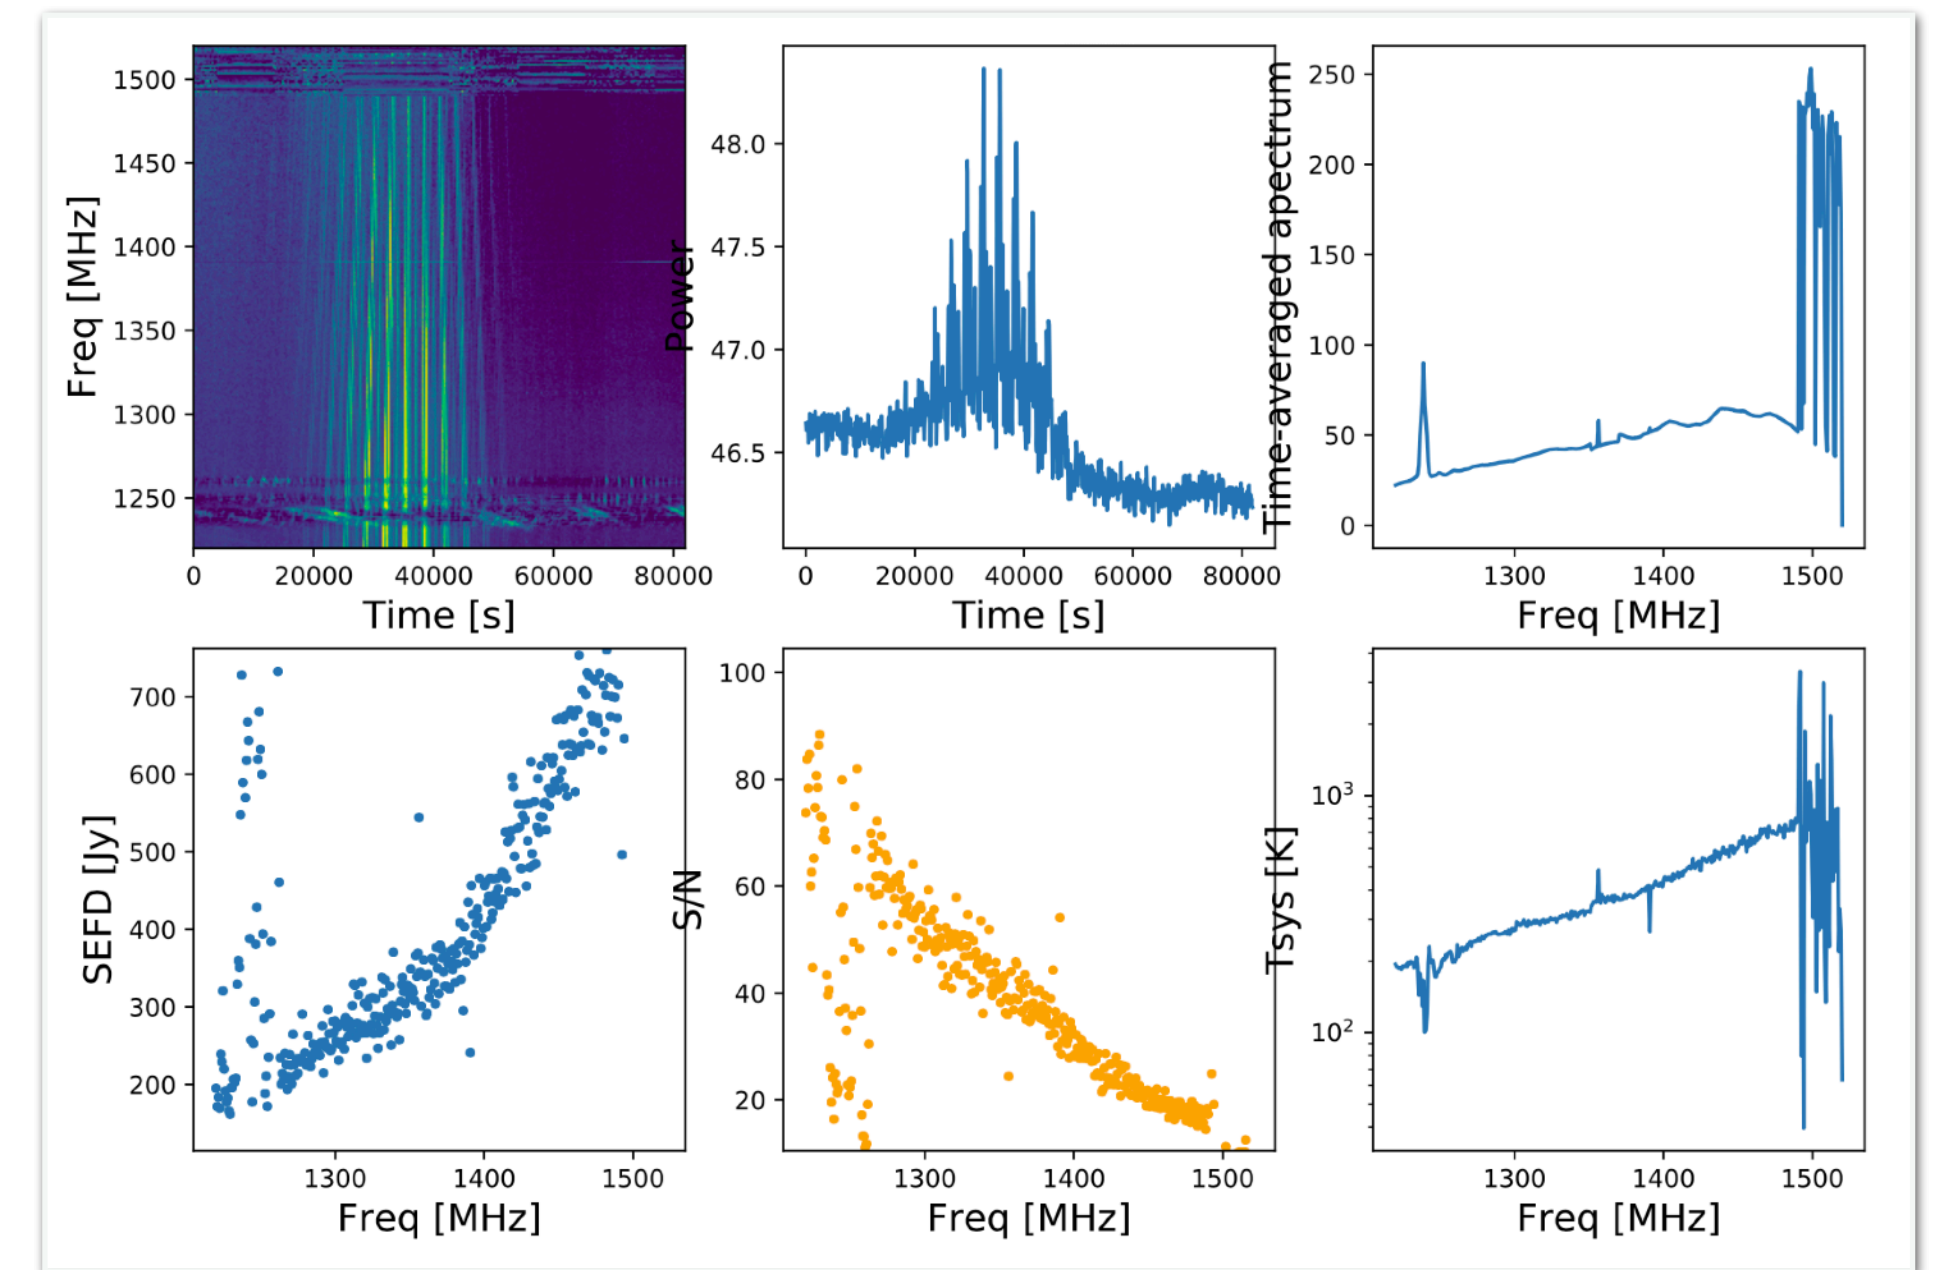 1500
1450
1400
1350
1300
1250
Freq [MHz]
0 20000 40000 60000 80000
Time [s]
48.0
47.5
47.0
46.5
Power
0 20000 40000 60000 80000
Time [s]
250
200
150
100
50
0
Time-averaged apectrum
1300 1400 1500
Freq [MHz]
700
600
500
400
300
200
SEFD [Jy]
1300 1400 1500
Freq [MHz]
100
80
60
40
20
S/N
1300 1400 1500
Freq [MHz]
10³
10²
Tsys [K]
1300 1400 1500
Freq [MHz]